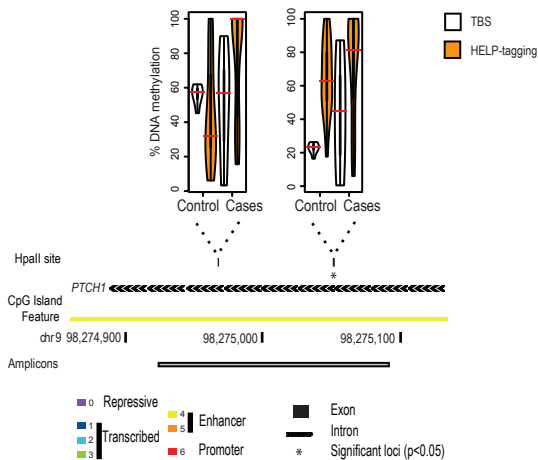 % DNA methylation
100
80
60
40
20
0
100
80
60
40
20
0
TBS
HELP-tagging
Control Cases
Control Cases
HpaII site
*
PTCH1
CpG Island
Feature
chr9 98,274,900 98,275,000 98,275,100
Amplicons
0 Repressive
1
2 Transcribed
3
4 Enhancer
5
6 Promoter
Exon
Intron
* Significant loci (p<0.05)